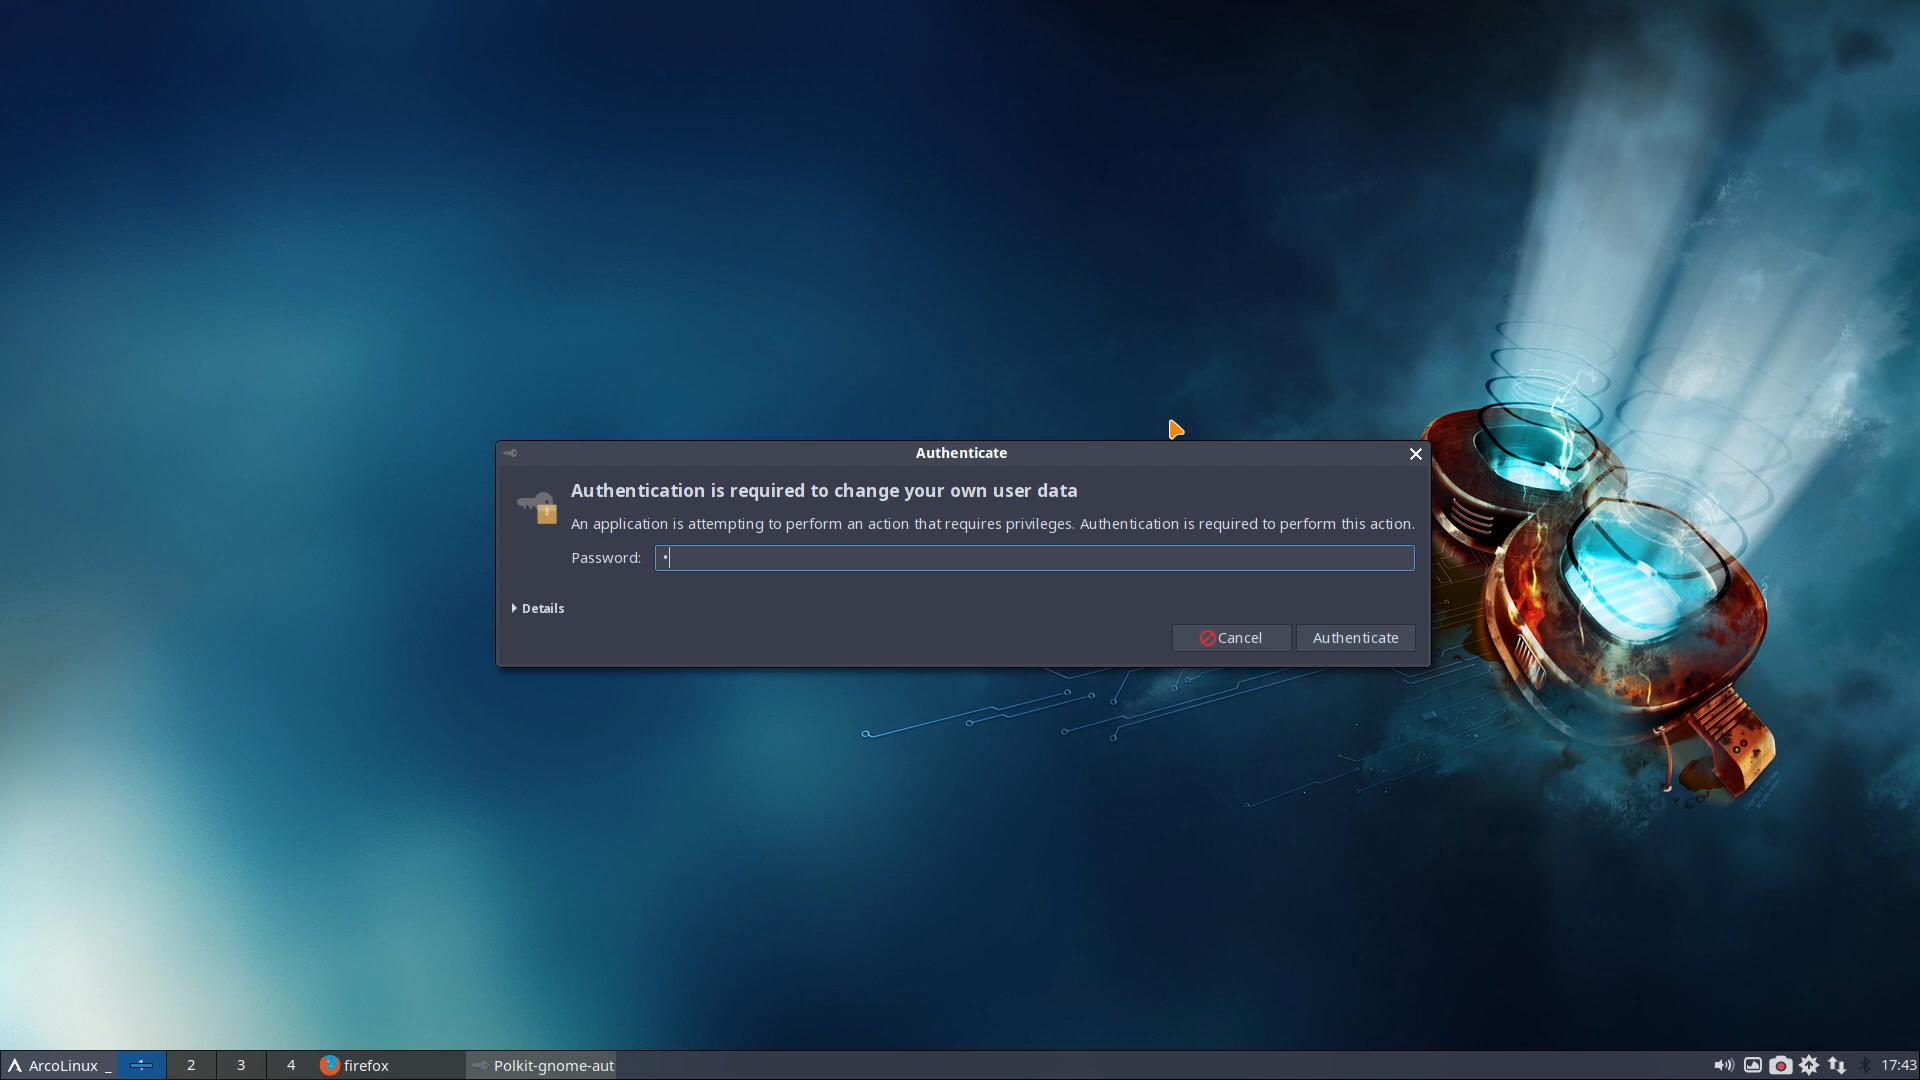 Authenticate
Authentication is required to change your own user data
An application is attempting to perform an action that requires privileges. Authentication is required to perform this action.
Password: •
Details
Cancel Authenticate
ArcoLinux _ 2 3 4 firefox Polkit-gnome-aut 17:43